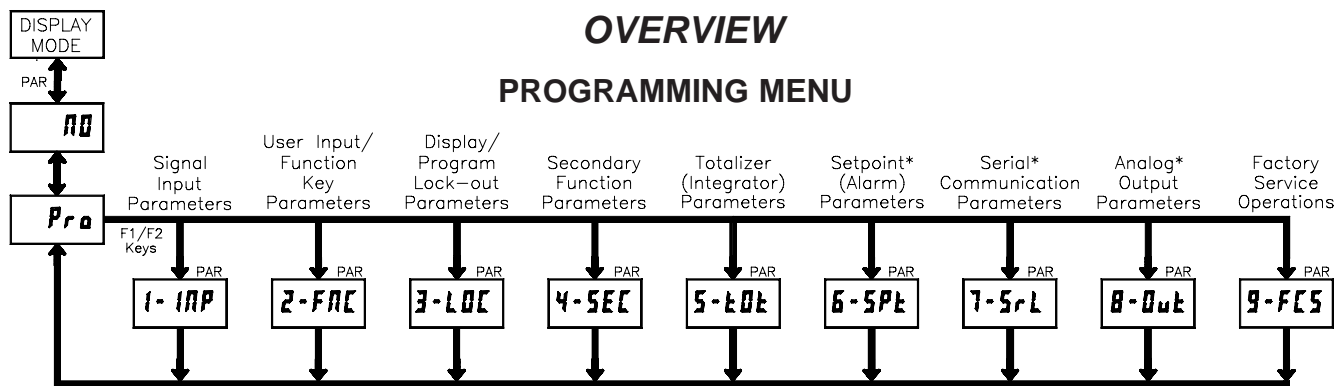 OVERVIEW
PROGRAMMING MENU
DISPLAY
MODE
PAR
NO
Pro
F1/F2
Keys
Signal
Input
Parameters
User Input/
Function
Key
Parameters
Display/
Program
Lock-out
Parameters
Secondary
Function
Parameters
Totalizer
(Integrator)
Parameters
Setpoint*
(Alarm)
Parameters
Serial*
Communication
Parameters
Analog*
Output
Parameters
Factory
Service
Operations
PAR
1-INP
PAR
2-FNC
PAR
3-LOC
PAR
4-SEC
PAR
5-tOt
PAR
6-SPt
PAR
7-SrL
PAR
8-Out
PAR
9-FCS